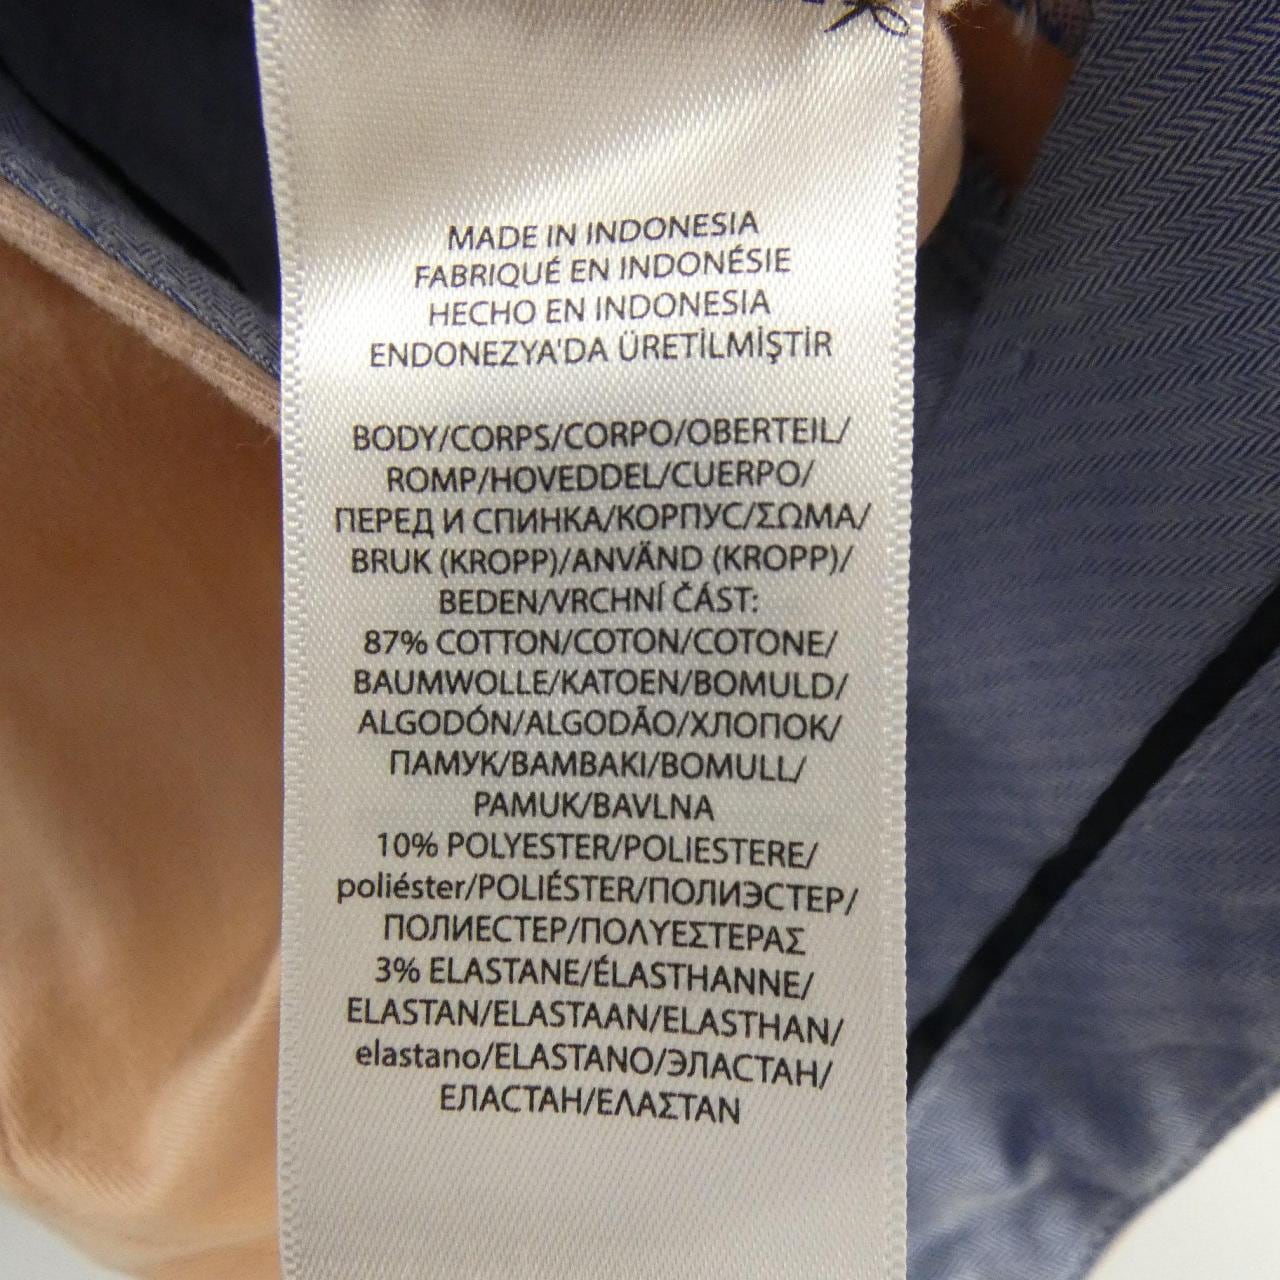 MADE IN INDONESIA
FABRIQUÉ EN INDONÉSIE
HECHO EN INDONESIA
ENDONEZYA'DA ÜRETİLMİŞTİR
BODY/CORPS/CORPO/OBERTEIL/
ROMP/HOVEDDEL/CUERPO/
ПЕРЕД И СПИНКА/КОРПУС/ΣΩΜΑ/
BRUK (KROPP)/ANVÄND (KROPP)/
BEDEN/VRCHNÍ ČÁST:
87% COTTON/COTON/COTONE/
BAUMWOLLE/KATOEN/BOMULD/
ALGODÓN/ALGODÃO/ХЛОПОК/
ПАМУК/BAMBAKI/BOMULL/
PAMUK/BAVLNA
10% POLYESTER/POLIESTERE/
poliéster/POLIÉSTER/ПОЛИЭСТЕР/
ПОЛИЕСТЕР/ΠΟΛΥΕΣΤΕΡΑΣ
3% ELASTANE/ÉLASTHANNE/
ELASTAN/ELASTAAN/ELASTHAN/
elastano/ELASTANO/ЭЛАСТАН/
ЕЛАСТАН/ΕΛΑΣΤΑΝ